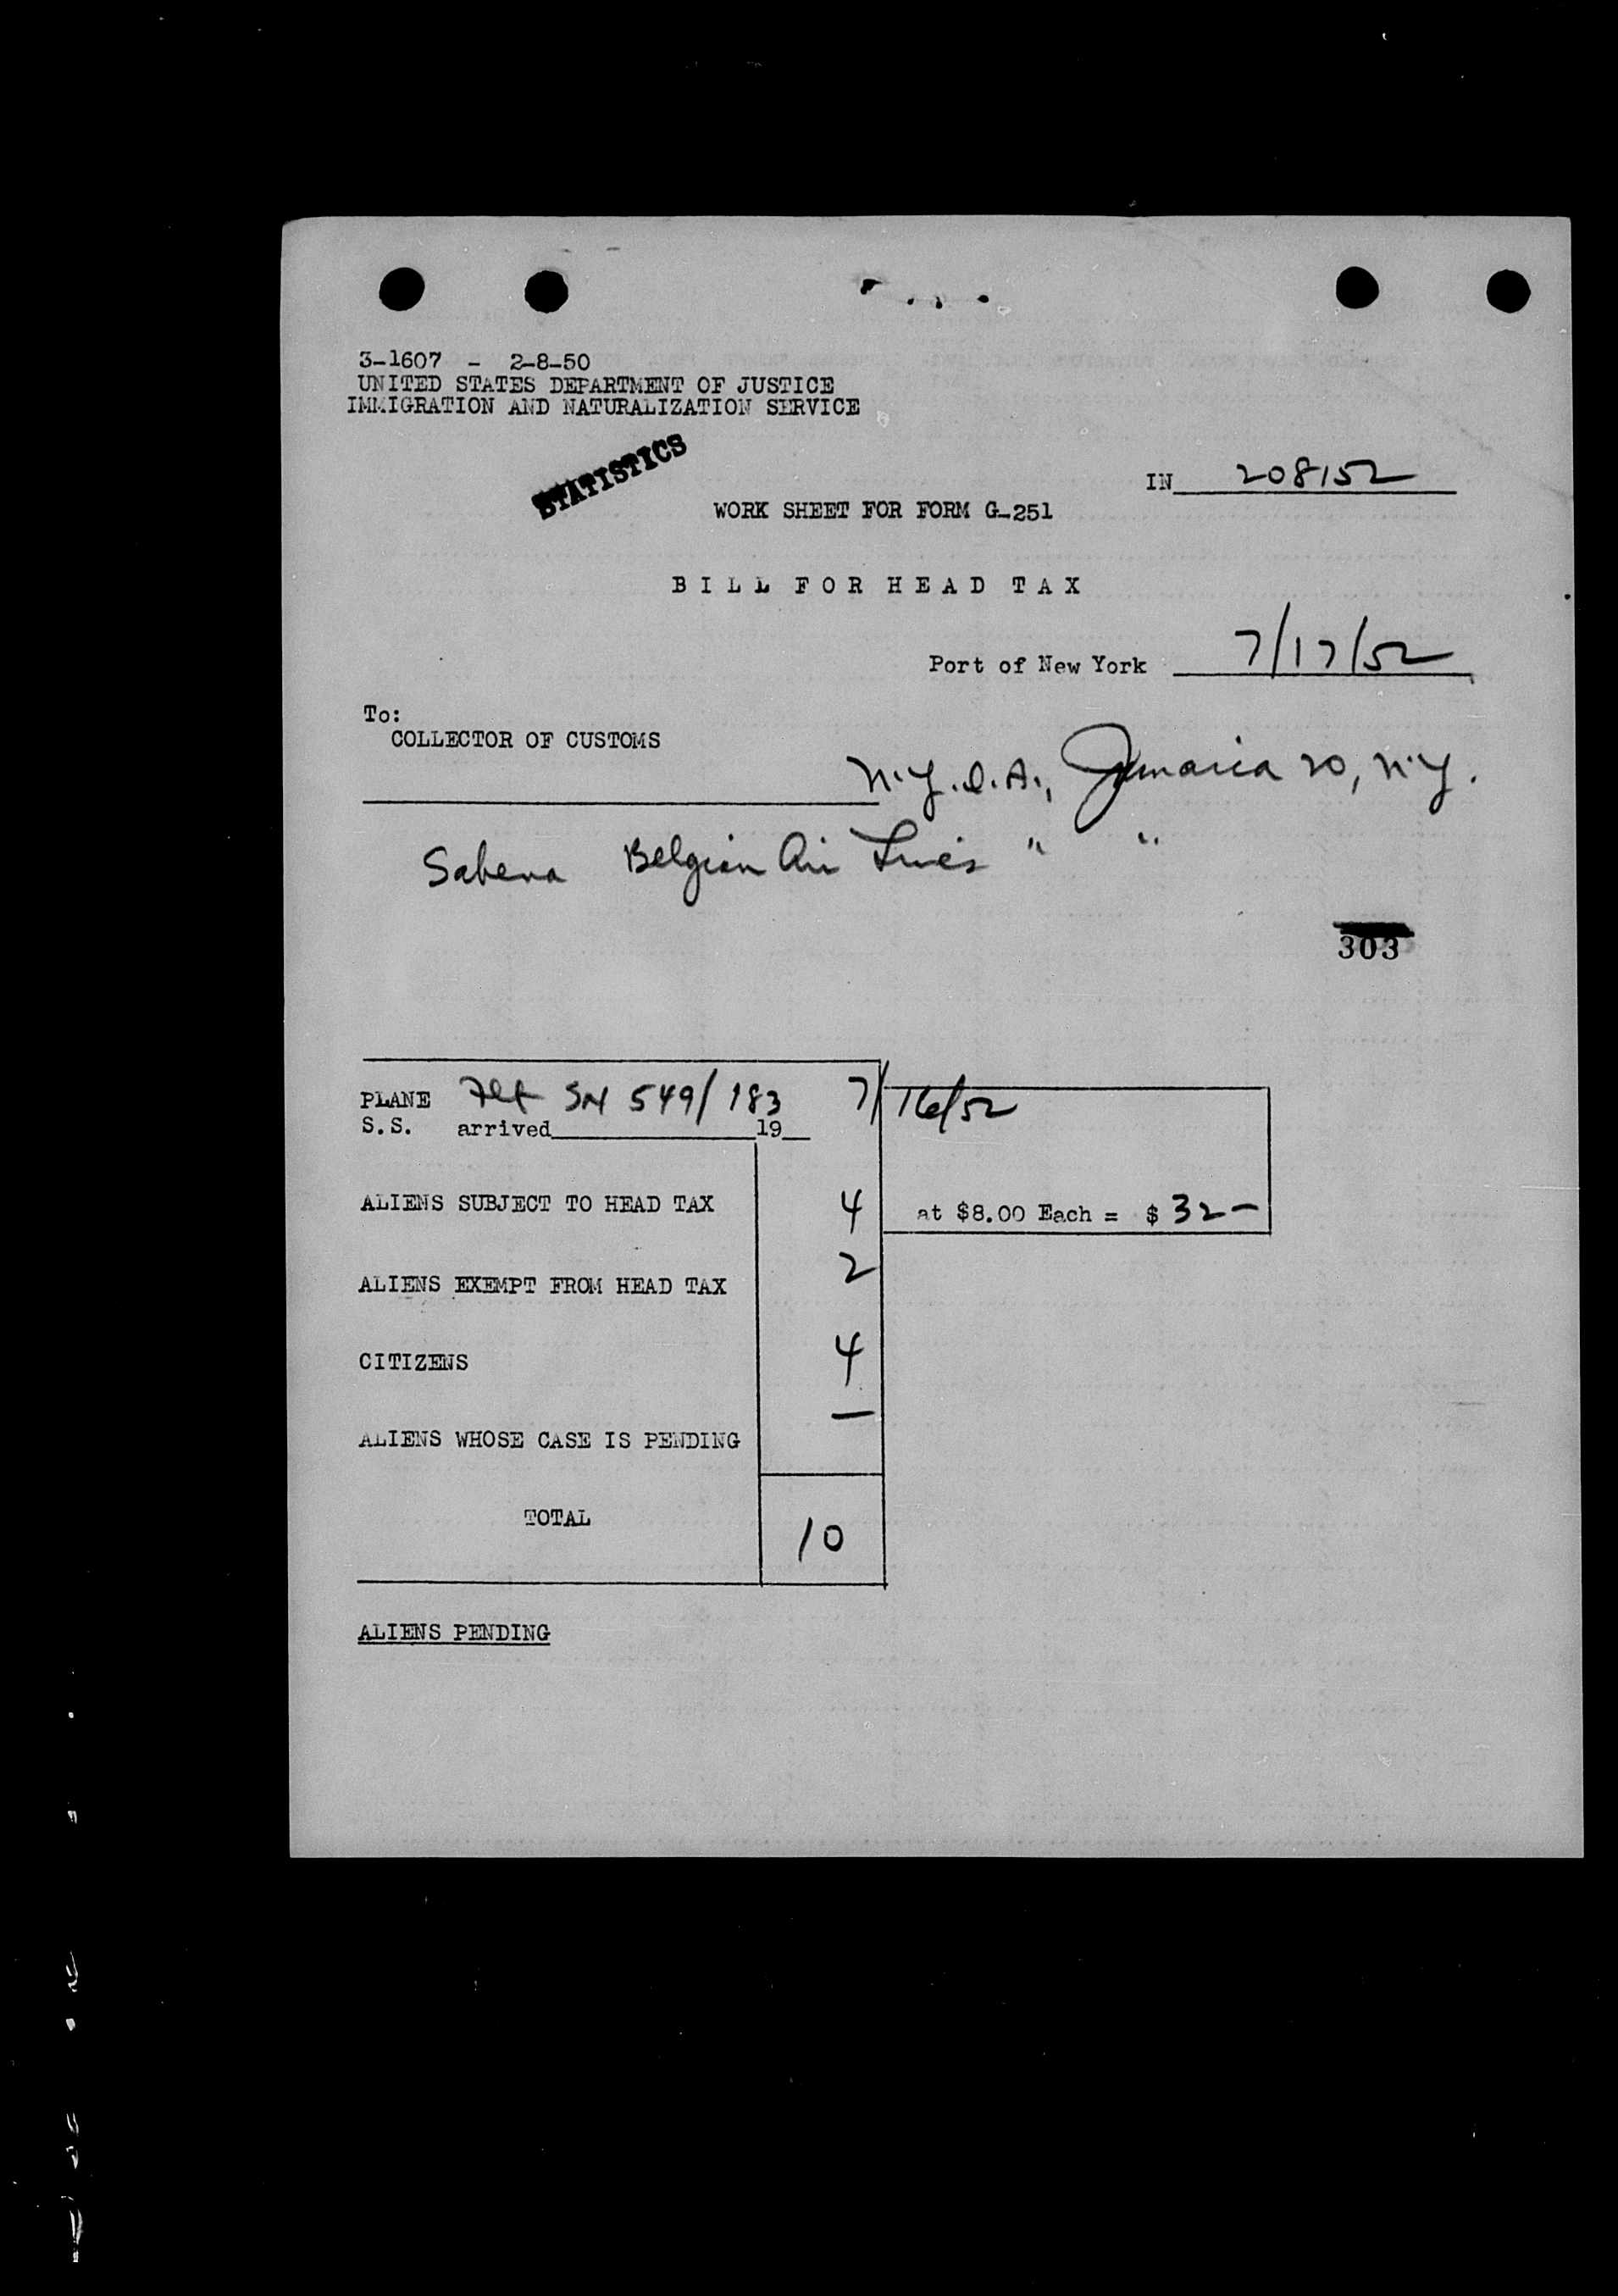 3-1607 - 2-8-50
UNITED STATES DEPARTMENT OF JUSTICE
IMMIGRATION AND NATURALIZATION SERVICE
STATISTICS
IN 208152
WORK SHEET FOR FORM G-251
BILL FOR HEAD TAX
Port of New York 7/17/52
To:
COLLECTOR OF CUSTOMS
N.Y.I.A., Jamaica 20, N.Y.
Sabena Belgian Air Lines " "
303
PLANE Flt SN 549/183 7/16/52
S.S. arrived 19
ALIENS SUBJECT TO HEAD TAX 4 at $8.00 Each = $ 32-
ALIENS EXEMPT FROM HEAD TAX 2
CITIZENS 4
ALIENS WHOSE CASE IS PENDING —
TOTAL 10
ALIENS PENDING